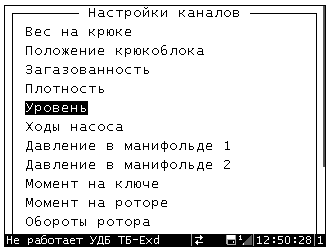 Настройки каналов
Вес на крюке
Положение крюкоблока
Загазованность
Плотность
Уровень
Ходы насоса
Давление в манифольде 1
Давление в манифольде 2
Момент на ключе
Момент на роторе
Обороты ротора
Не работает УДБ ТБ-Exd 1 12:50:28 1